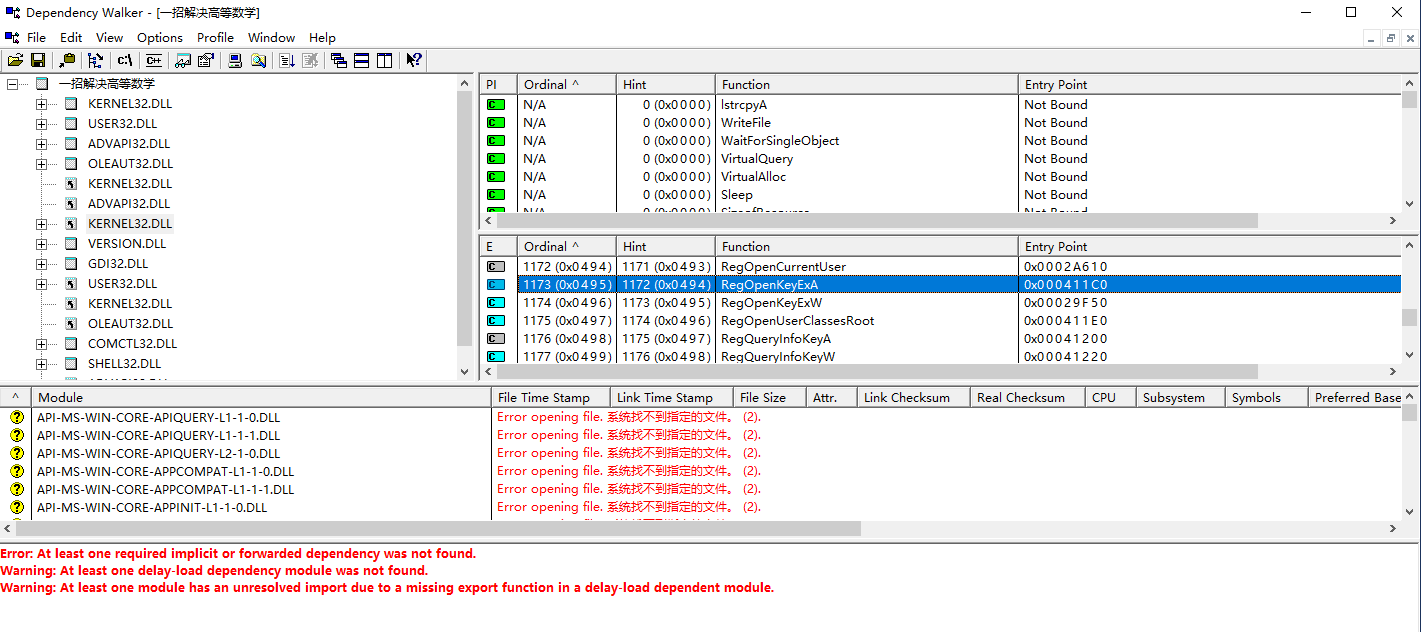 Dependency Walker - [一招解决高等数学]
File Edit View Options Profile Window Help
一招解决高等数学
KERNEL32.DLL
USER32.DLL
ADVAPI32.DLL
OLEAUT32.DLL
KERNEL32.DLL
ADVAPI32.DLL
KERNEL32.DLL
VERSION.DLL
GDI32.DLL
USER32.DLL
KERNEL32.DLL
OLEAUT32.DLL
COMCTL32.DLL
SHELL32.DLL
PI Ordinal ^ Hint Function Entry Point
C N/A 0 (0x0000) lstrcpyA Not Bound
C N/A 0 (0x0000) WriteFile Not Bound
C N/A 0 (0x0000) WaitForSingleObject Not Bound
C N/A 0 (0x0000) VirtualQuery Not Bound
C N/A 0 (0x0000) VirtualAlloc Not Bound
C N/A 0 (0x0000) Sleep Not Bound
N/A 0 (0x0000) SizeofResource Not Bound
E Ordinal ^ Hint Function Entry Point
C 1172 (0x0494) 1171 (0x0493) RegOpenCurrentUser 0x0002A610
C 1173 (0x0495) 1172 (0x0494) RegOpenKeyExA 0x000411C0
C 1174 (0x0496) 1173 (0x0495) RegOpenKeyExW 0x00029F50
C 1175 (0x0497) 1174 (0x0496) RegOpenUserClassesRoot 0x000411E0
C 1176 (0x0498) 1175 (0x0497) RegQueryInfoKeyA 0x00041200
C 1177 (0x0499) 1176 (0x0498) RegQueryInfoKeyW 0x00041220
^ Module File Time Stamp Link Time Stamp File Size Attr. Link Checksum Real Checksum CPU Subsystem Symbols Preferred Base
API-MS-WIN-CORE-APIQUERY-L1-1-0.DLL Error opening file. 系统找不到指定的文件。 (2).
API-MS-WIN-CORE-APIQUERY-L1-1-1.DLL Error opening file. 系统找不到指定的文件。 (2).
API-MS-WIN-CORE-APIQUERY-L2-1-0.DLL Error opening file. 系统找不到指定的文件。 (2).
API-MS-WIN-CORE-APPCOMPAT-L1-1-0.DLL Error opening file. 系统找不到指定的文件。 (2).
API-MS-WIN-CORE-APPCOMPAT-L1-1-1.DLL Error opening file. 系统找不到指定的文件。 (2).
API-MS-WIN-CORE-APPINIT-L1-1-0.DLL Error opening file. 系统找不到指定的文件。 (2).
Error: At least one required implicit or forwarded dependency was not found.
Warning: At least one delay-load dependency module was not found.
Warning: At least one module has an unresolved import due to a missing export function in a delay-load dependent module.